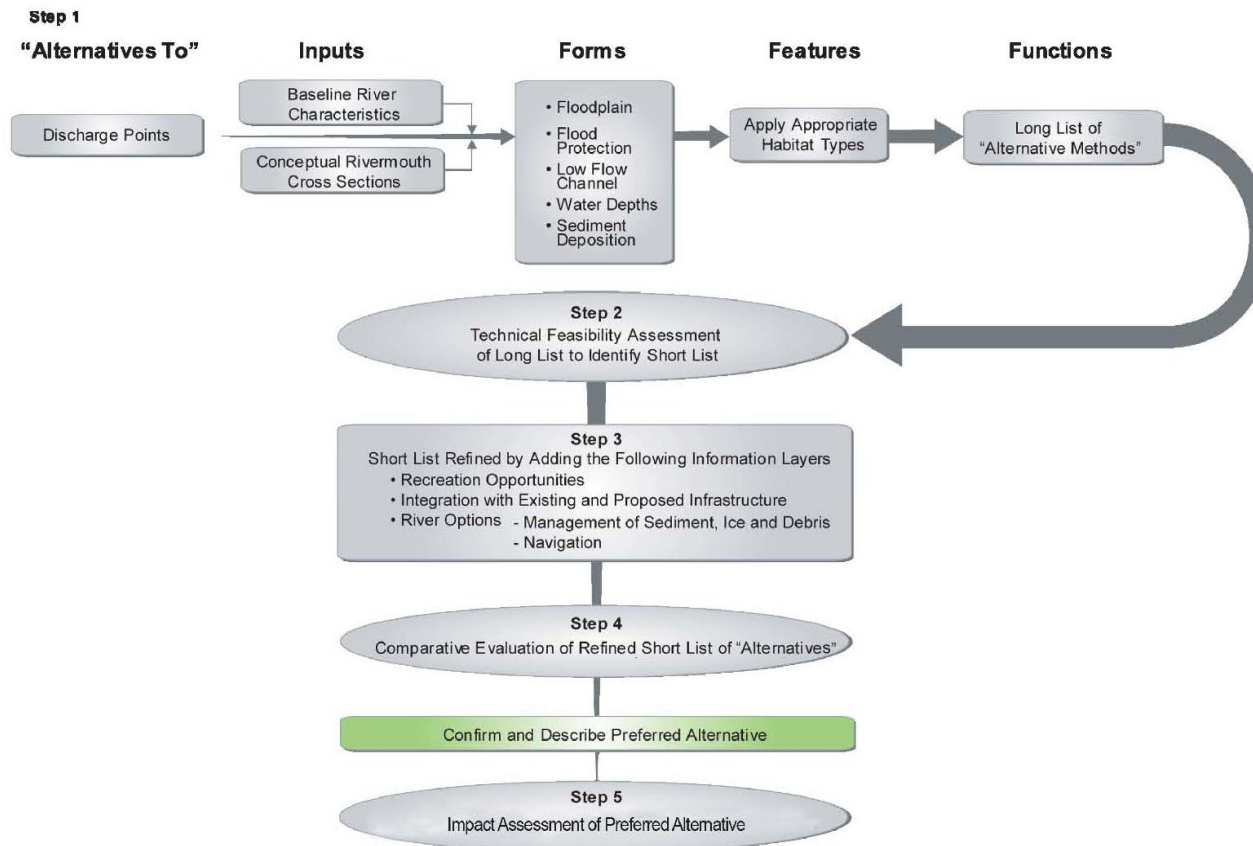 Step 1
“Alternatives To”
Inputs
Forms
Features
Functions
Discharge Points
Baseline River
Characteristics
Conceptual Rivermouth
Cross Sections
• Floodplain
• Flood
Protection
• Low Flow
Channel
• Water Depths
• Sediment
Deposition
Apply Appropriate
Habitat Types
Long List of
“Alternative Methods”
Step 2
Technical Feasibility Assessment
of Long List to Identify Short List
Step 3
Short List Refined by Adding the Following Information Layers
• Recreation Opportunities
• Integration with Existing and Proposed Infrastructure
• River Options - Management of Sediment, Ice and Debris
- Navigation
Step 4
Comparative Evaluation of Refined Short List of “Alternatives”
Confirm and Describe Preferred Alternative
Step 5
Impact Assessment of Preferred Alternative